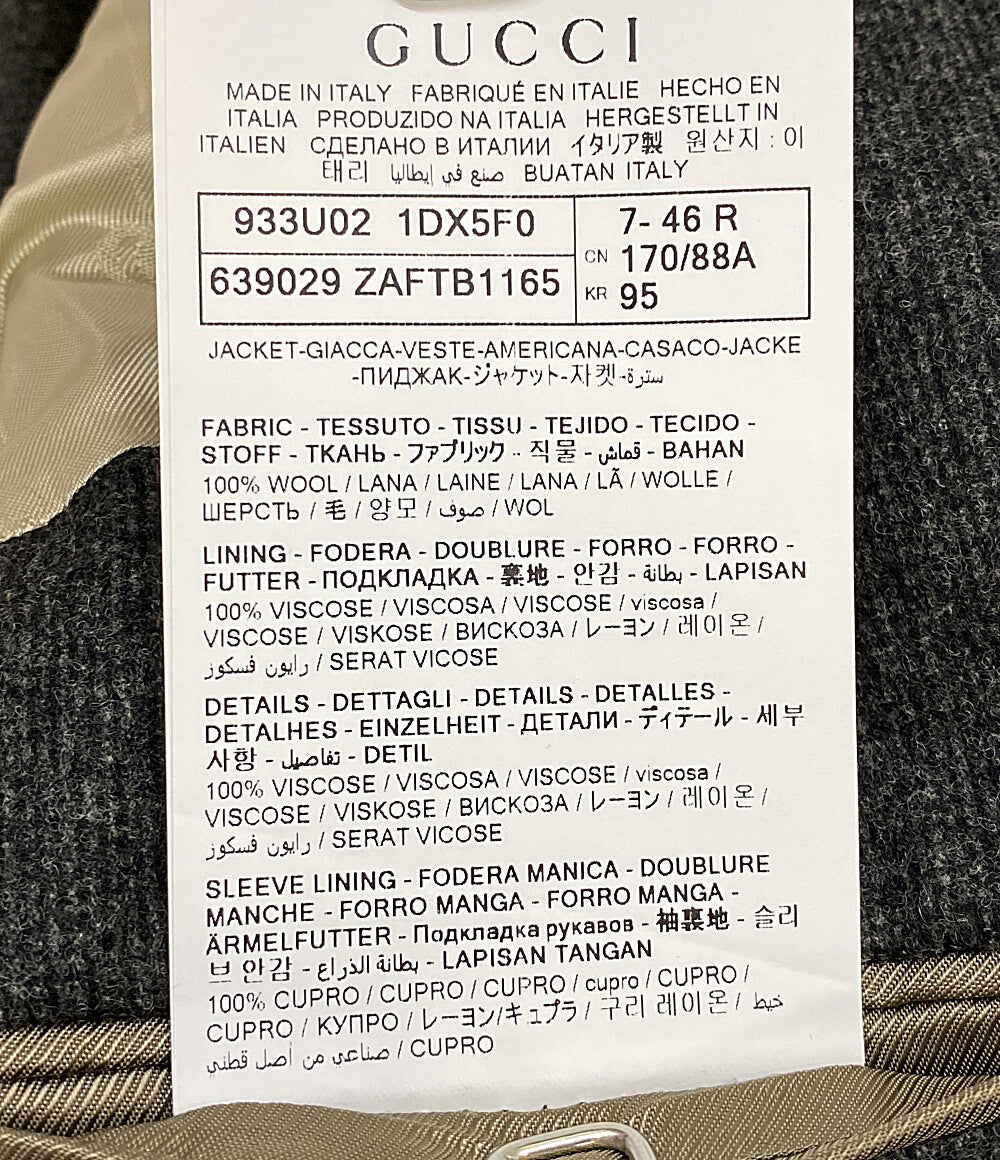 GUCCI
MADE IN ITALY FABRIQUÉ EN ITALIE HECHO EN
ITALIA PRODUZIDO NA ITALIA HERGESTELLT IN
ITALIEN СДЕЛАНО В ИТАЛИИ イタリア製 원산지 : 이
태리 صنع في إيطاليا BUATAN ITALY
933U02 1DX5F0
639029 ZAFTB1165
7- 46 R
CN 170/88A
KR 95
JACKET-GIACCA-VESTE-AMERICANA-CASACO-JACKE
-ПИДЖАК-ジャケット-자켓-سترة
FABRIC - TESSUTO - TISSU - TEJIDO - TECIDO -
STOFF - ТКАНЬ - ファブリック - 직물 - قماش - BAHAN
100% WOOL / LANA / LAINE / LANA / LÃ / WOLLE /
ШЕРСТЬ / 毛 / 양모 / صوف / WOL
LINING - FODERA - DOUBLURE - FORRO - FORRO -
FUTTER - ПОДКЛАДКА - 裏地 - 안감 - بطانة - LAPISAN
100% VISCOSE / VISCOSA / VISCOSE / viscosa /
VISCOSE / VISKOSE / ВИСКОЗА / レーヨン / 레이온 /
رايون فسكوز / SERAT VICOSE
DETAILS - DETTAGLI - DETAILS - DETALLES -
DETALHES - EINZELHEIT - ДЕТАЛИ - ディテール - 세부
사항 - تفاصيل - DETIL
100% VISCOSE / VISCOSA / VISCOSE / viscosa /
VISCOSE / VISKOSE / ВИСКОЗА / レーヨン / 레이온 /
رايون فسكوز / SERAT VICOSE
SLEEVE LINING - FODERA MANICA - DOUBLURE
MANCHE - FORRO MANGA - FORRO MANGA -
ÄRMELFUTTER - Подкладка рукавов - 袖裏地 - 슬리
브 안감 - بطانة الذراع - LAPISAN TANGAN
100% CUPRO / CUPRO / CUPRO / cupro / CUPRO /
CUPRO / КУПРО / レーヨン/キュプラ / 구리 레이온 / خيط
صناعي من أصل قطني / CUPRO